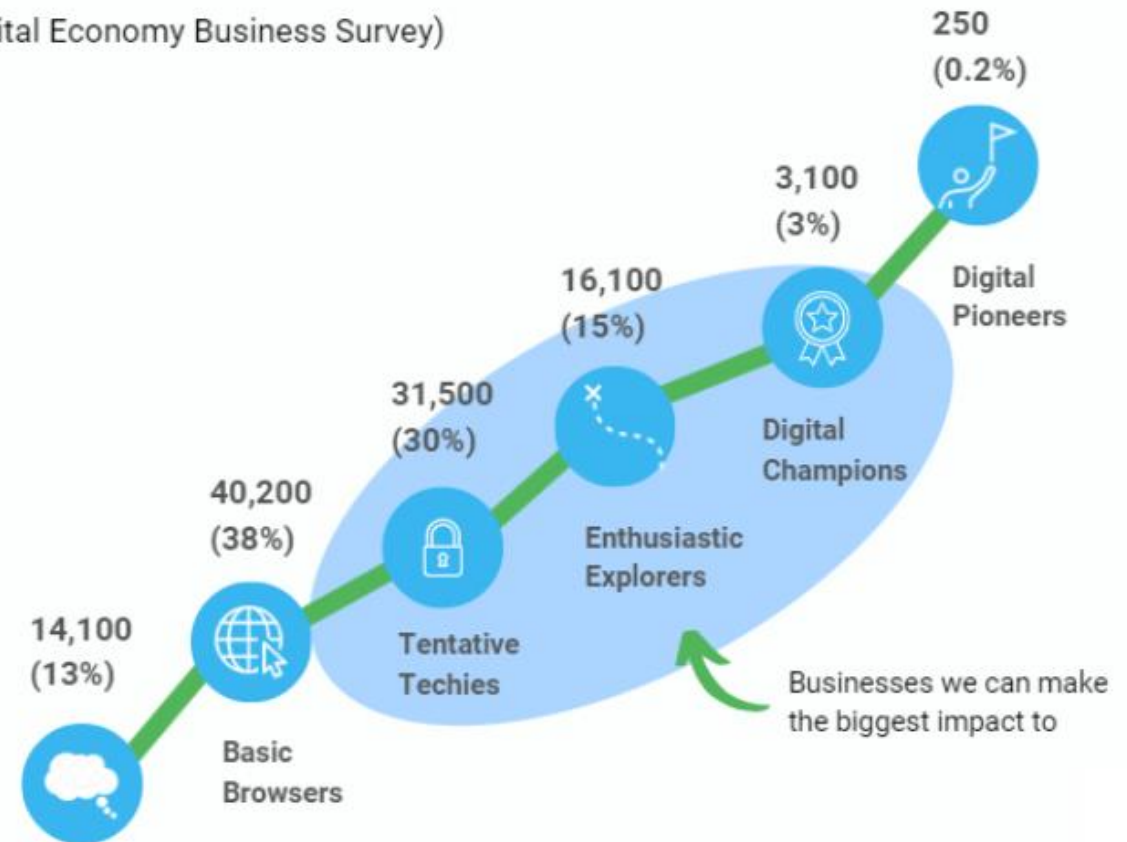 ital Economy Business Survey)
250
(0.2%)
Digital
Pioneers
3,100
(3%)
Digital
Champions
16,100
(15%)
Enthusiastic
Explorers
31,500
(30%)
Tentative
Techies
40,200
(38%)
Basic
Browsers
14,100
(13%)
Businesses we can make
the biggest impact to